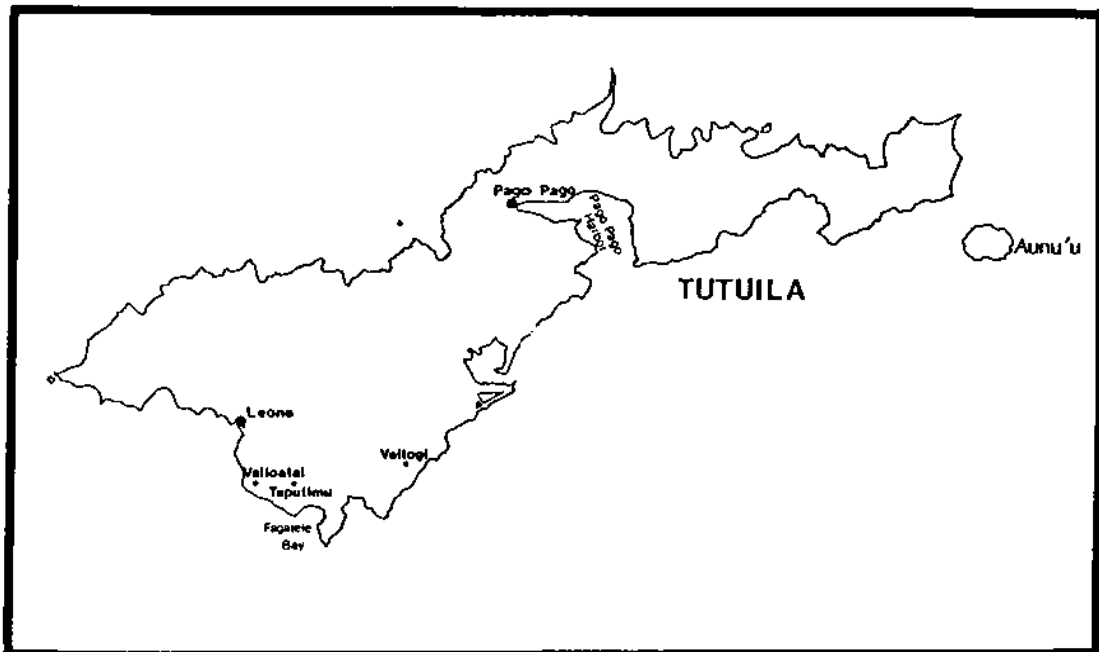 Pago Pago
Pago Pago
Harbor
Aunu'u
TUTUILA
Leone
Vaitogi
Vailoatai
Taputimu
Fagatele
Bay